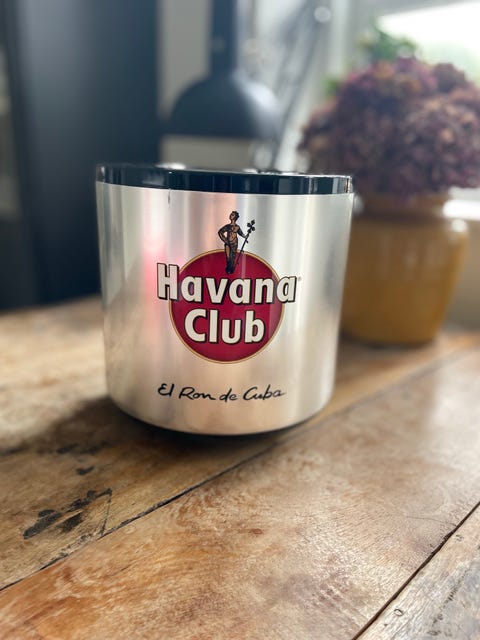 Havana
Club
El Ron de Cuba